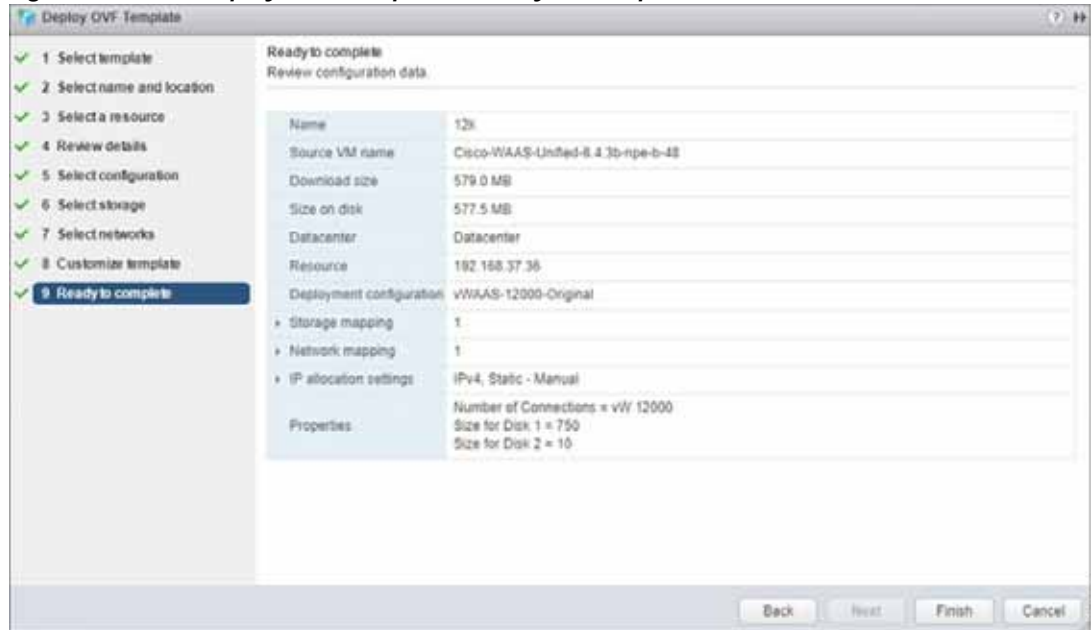 Deploy OVF Template
1 Select template
2 Select name and location
3 Select a resource
4 Review details
5 Select configuration
6 Select storage
7 Select networks
8 Customize template
9 Ready to complete
Ready to complete
Review configuration data.
Name 12K
Source VM name Cisco-WAAS-Unified-6.4.3b-npe-b-48
Download size 579.0 MB
Size on disk 577.5 MB
Datacenter Datacenter
Resource 192.168.37.36
Deployment configuration vWAAS-12000-Original
Storage mapping 1
Network mapping 1
IP allocation settings IPv4, Static - Manual
Properties Number of Connections = vW 12000
Size for Disk 1 = 750
Size for Disk 2 = 10
Back Next Finish Cancel